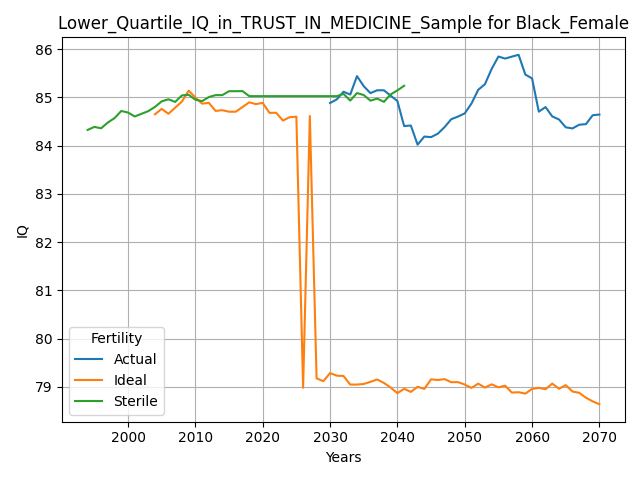 Lower_Quartile_IQ_in_TRUST_IN_MEDICINE_Sample for Black_Female
86
85
84
83
82
81
80
79
IQ
Fertility
Actual
Ideal
Sterile
2000 2010 2020 2030 2040 2050 2060 2070
Years